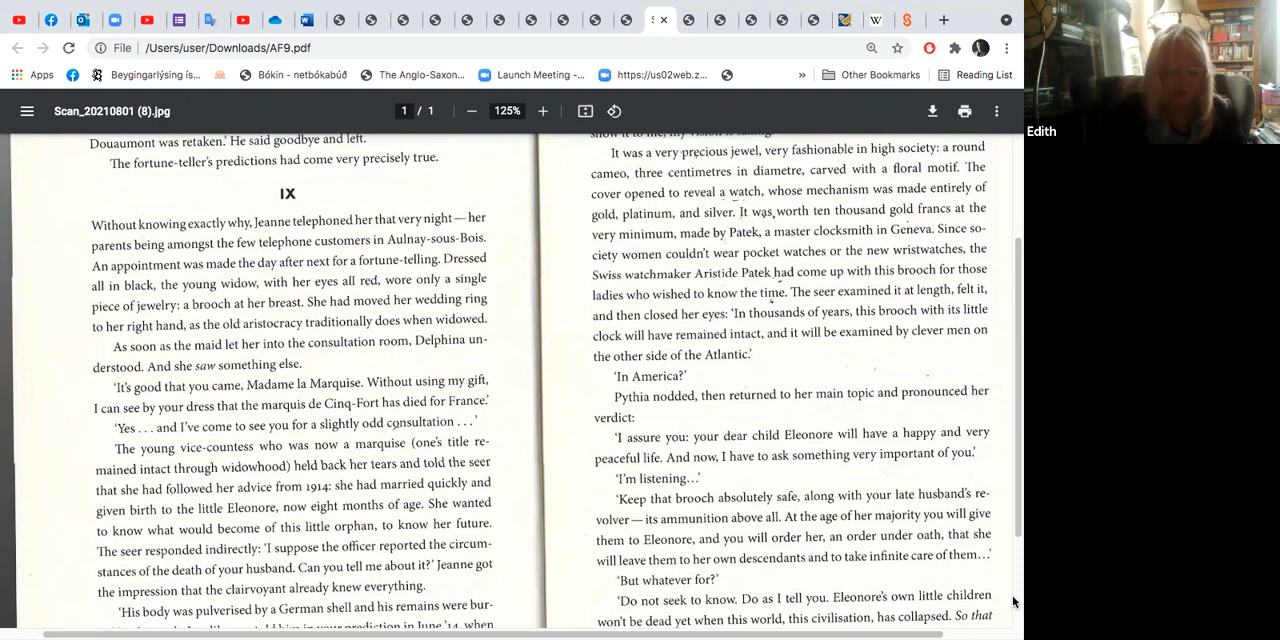 File | /Users/user/Downloads/AF9.pdf
Apps Beygingarlýsing ís... Bókin - netbókabúð The Anglo-Saxon... Launch Meeting -... https://us02web.z... » Other Bookmarks Reading List
Scan_20210801 (8).jpg 1 / 1 — 125% +
Edith
Douaumont was retaken.' He said goodbye and left.
The fortune-teller's predictions had come very precisely true.
IX
Without knowing exactly why, Jeanne telephoned her that very night — her
parents being amongst the few telephone customers in Aulnay-sous-Bois.
An appointment was made the day after next for a fortune-telling. Dressed
all in black, the young widow, with her eyes all red, wore only a single
piece of jewelry: a brooch at her breast. She had moved her wedding ring
to her right hand, as the old aristocracy traditionally does when widowed.
As soon as the maid let her into the consultation room, Delphina un-
derstood. And she saw something else.
'It's good that you came, Madame la Marquise. Without using my gift,
I can see by your dress that the marquis de Cinq-Fort has died for France.'
'Yes . . . and I've come to see you for a slightly odd consultation . . .'
The young vice-countess who was now a marquise (one's title re-
mained intact through widowhood) held back her tears and told the seer
that she had followed her advice from 1914: she had married quickly and
given birth to the little Eleonore, now eight months of age. She wanted
to know what would become of this little orphan, to know her future.
The seer responded indirectly: 'I suppose the officer reported the circum-
stances of the death of your husband. Can you tell me about it?' Jeanne got
the impression that the clairvoyant already knew everything.
'His body was pulverised by a German shell and his remains were bur-
in your prediction in June '14, when
show it to me, my vision is
It was a very precious jewel, very fashionable in high society: a round
cameo, three centimetres in diametre, carved with a floral motif. The
cover opened to reveal a watch, whose mechanism was made entirely of
gold, platinum, and silver. It was worth ten thousand gold francs at the
very minimum, made by Patek, a master clocksmith in Geneva. Since so-
ciety women couldn't wear pocket watches or the new wristwatches, the
Swiss watchmaker Aristide Patek had come up with this brooch for those
ladies who wished to know the time. The seer examined it at length, felt it,
and then closed her eyes: 'In thousands of years, this brooch with its little
clock will have remained intact, and it will be examined by clever men on
the other side of the Atlantic.'
'In America?'
Pythia nodded, then returned to her main topic and pronounced her
verdict:
'I assure you: your dear child Eleonore will have a happy and very
peaceful life. And now, I have to ask something very important of you.'
'I'm listening...'
'Keep that brooch absolutely safe, along with your late husband's re-
volver — its ammunition above all. At the age of her majority you will give
them to Eleonore, and you will order her, an order under oath, that she
will leave them to her own descendants and to take infinite care of them...'
'But whatever for?'
'Do not seek to know. Do as I tell you. Eleonore's own little children
won't be dead yet when this world, this civilisation, has collapsed. So that